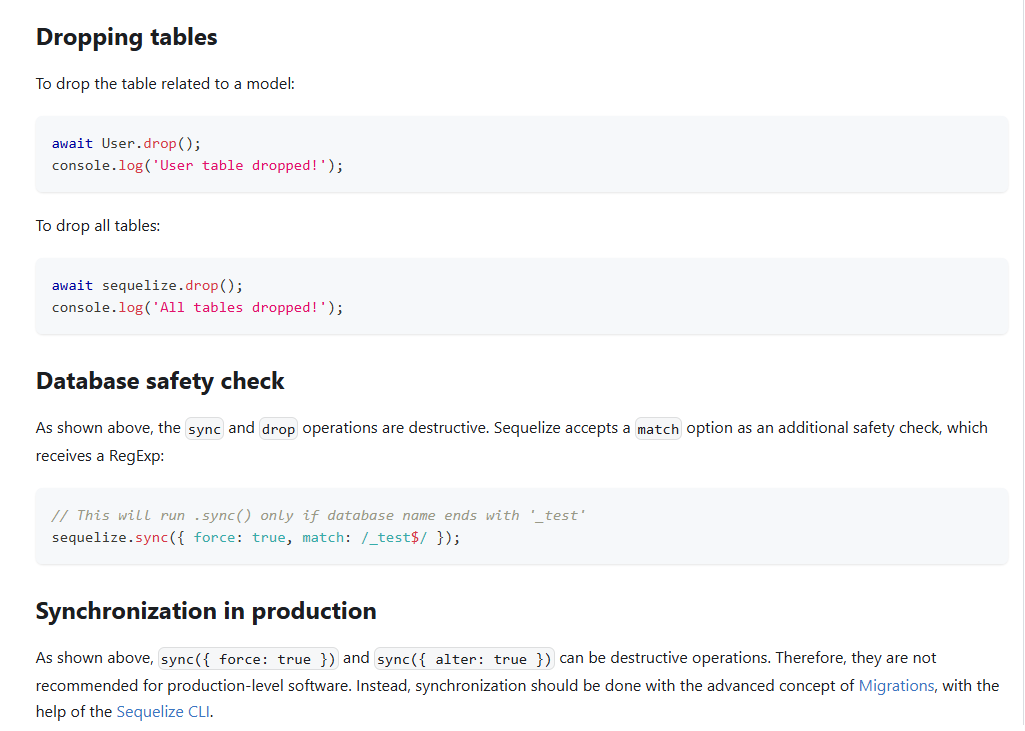 Dropping tables
To drop the table related to a model:
await User.drop();
console.log('User table dropped!');
To drop all tables:
await sequelize.drop();
console.log('All tables dropped!');
Database safety check
As shown above, the sync and drop operations are destructive. Sequelize accepts a match option as an additional safety check, which
receives a RegExp:
// This will run .sync() only if database name ends with '_test'
sequelize.sync({ force: true, match: /_test$/ });
Synchronization in production
As shown above, sync({ force: true }) and sync({ alter: true }) can be destructive operations. Therefore, they are not
recommended for production-level software. Instead, synchronization should be done with the advanced concept of Migrations, with the
help of the Sequelize CLI.